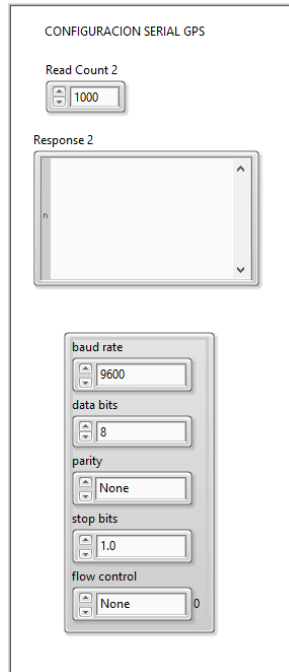 CONFIGURACION SERIAL GPS
Read Count 2
1000
Response 2
n
baud rate
9600
data bits
8
parity
None
stop bits
1.0
flow control
None 0